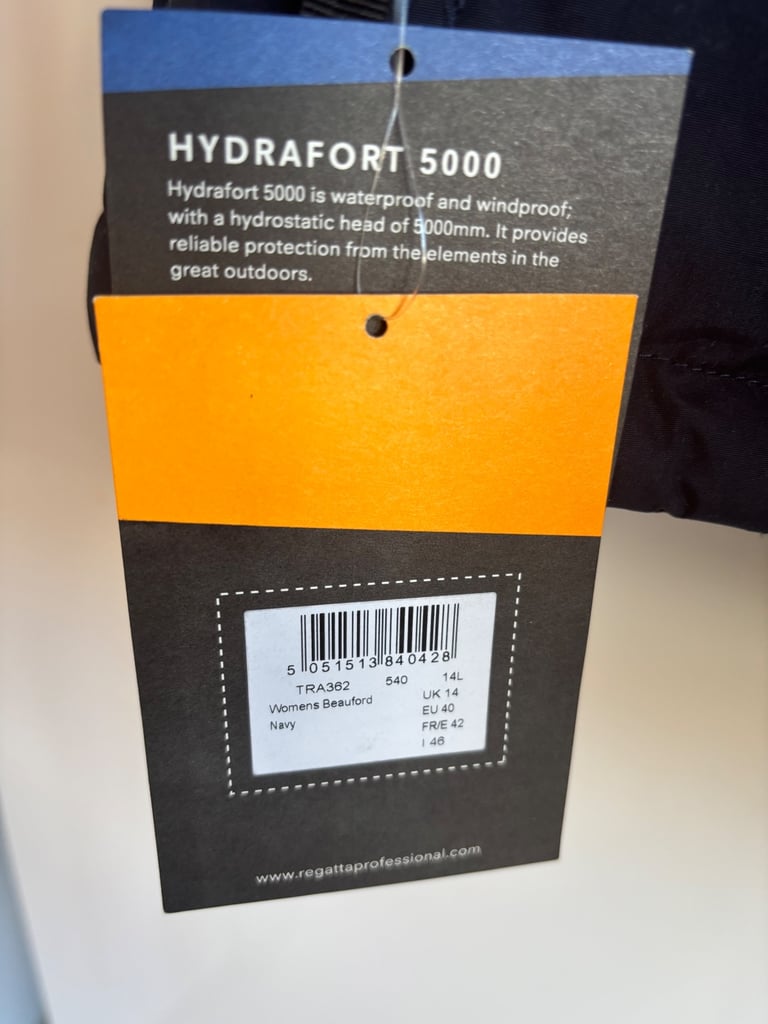 HYDRAFORT 5000
Hydrafort 5000 is waterproof and windproof;
with a hydrostatic head of 5000mm. It provides
reliable protection from the elements in the
great outdoors.
5 051513 840428
TRA362 540 14L
Womens Beauford UK 14
EU 40
Navy FR/E 42
I 46
www.regattaprofessional.com